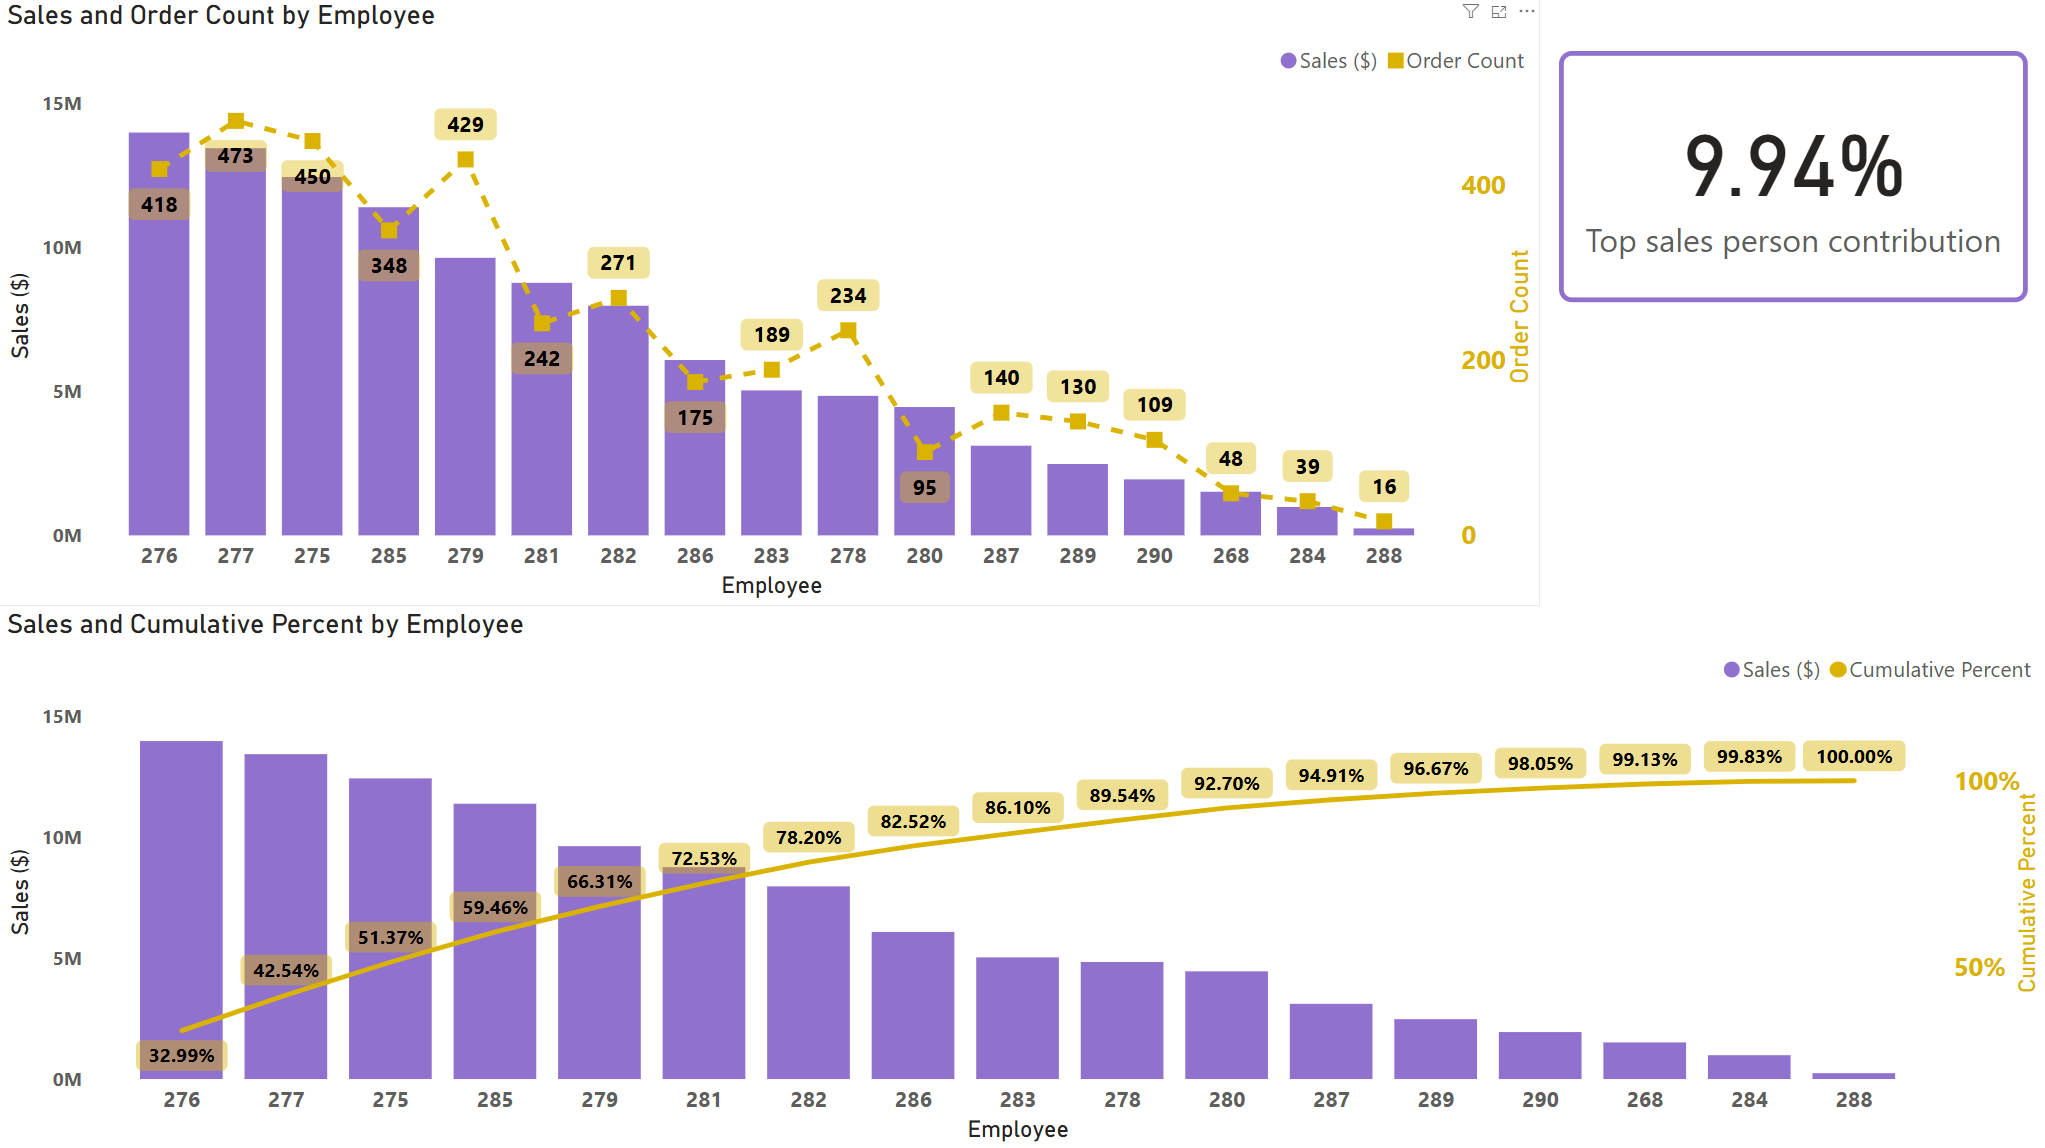 Sales and Order Count by Employee
Sales ($) Order Count
15M
10M
5M
0M
Sales ($)
418
473
450
348
429
242
271
175
189
234
95
140
130
109
48
39
16
400
200
0
Order Count
276 277 275 285 279 281 282 286 283 278 280 287 289 290 268 284 288
Employee
9.94%
Top sales person contribution
Sales and Cumulative Percent by Employee
Sales ($) Cumulative Percent
15M
10M
5M
0M
Sales ($)
32.99%
42.54%
51.37%
59.46%
66.31%
72.53%
78.20%
82.52%
86.10%
89.54%
92.70%
94.91%
96.67%
98.05%
99.13%
99.83%
100.00%
100%
50%
Cumulative Percent
276 277 275 285 279 281 282 286 283 278 280 287 289 290 268 284 288
Employee